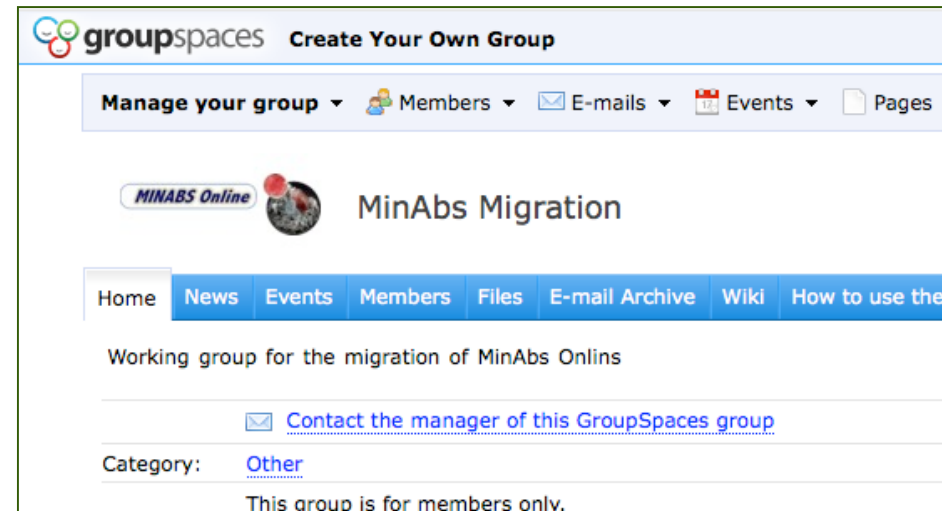 groupspaces Create Your Own Group
Manage your group Members E-mails 17 Events Pages
MINABS Online MinAbs Migration
Home News Events Members Files E-mail Archive Wiki How to use the
Working group for the migration of MinAbs Onlins
Contact the manager of this GroupSpaces group
Category: Other
This group is for members only.